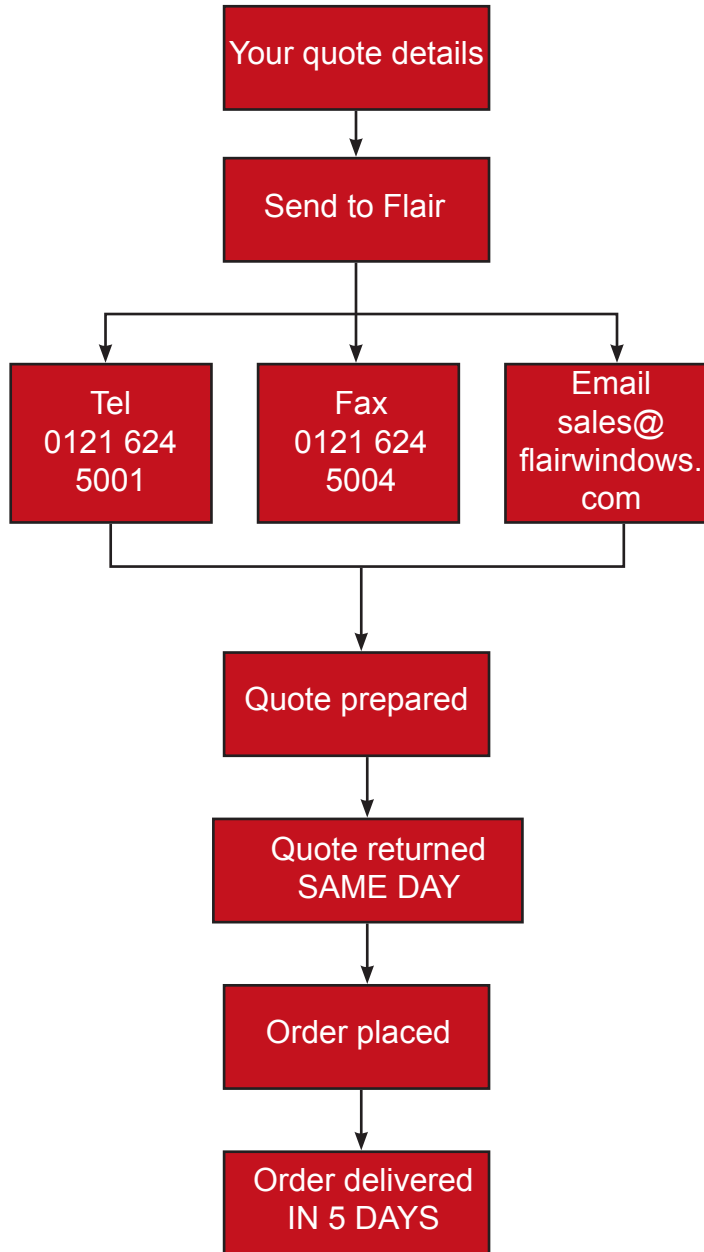 Your quote details
Send to Flair
Tel
0121 624
5001
Fax
0121 624
5004
Email
sales@
flairwindows.
com
Quote prepared
Quote returned
SAME DAY
Order placed
Order delivered
IN 5 DAYS